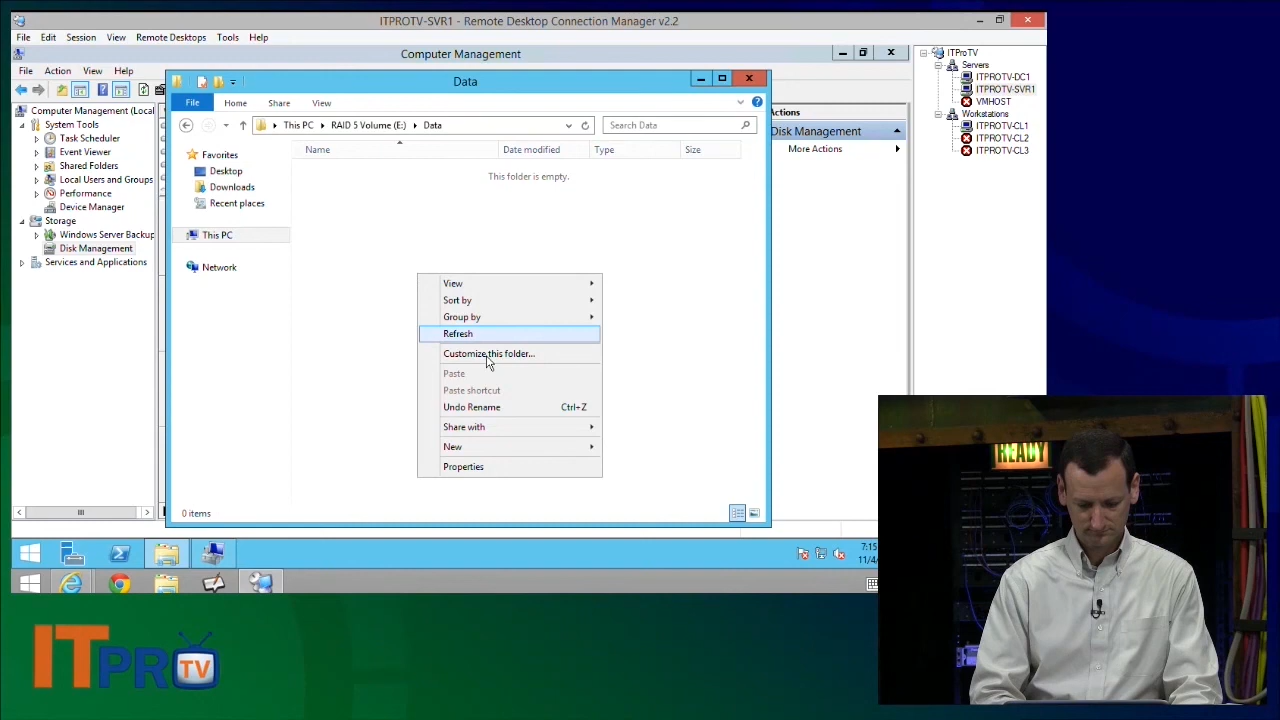 ITPROTV-SVR1 - Remote Desktop Connection Manager v2.2
File Edit Session View Remote Desktops Tools Help
Computer Management
File Action View Help
Computer Management (Local
System Tools
Task Scheduler
Event Viewer
Shared Folders
Local Users and Groups
Performance
Device Manager
Storage
Windows Server Backup
Disk Management
Services and Applications
Data
File Home Share View
This PC RAID 5 Volume (E:) Data
Search Data
Favorites
Desktop
Downloads
Recent places
This PC
Network
Name Date modified Type Size
This folder is empty.
View
Sort by
Group by
Refresh
Customize this folder...
Paste
Paste shortcut
Undo Rename Ctrl+Z
Share with
New
Properties
0 items
Actions
Disk Management
More Actions
ITProTV
Servers
ITPROTV-DC1
ITPROTV-SVR1
VMHOST
Workstations
ITPROTV-CL1
ITPROTV-CL2
ITPROTV-CL3
7:15
11/4/
READY
ITPROTV